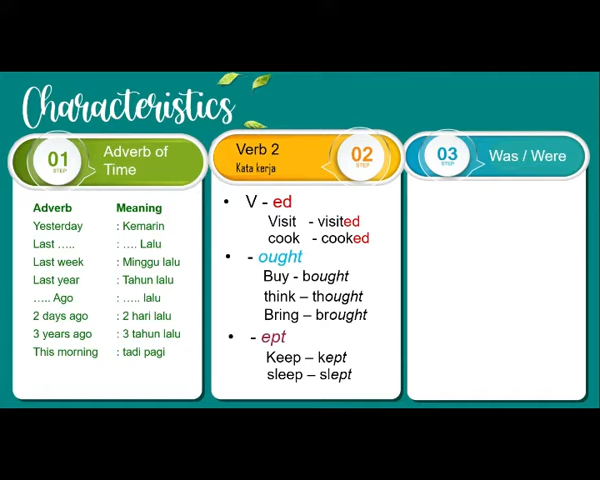 Characteristics
01
STEP
Adverb of
Time
Adverb Meaning
Yesterday : Kemarin
Last ..... : .... Lalu
Last week : Minggu lalu
Last year : Tahun lalu
..... Ago : ..... lalu
2 days ago : 2 hari lalu
3 years ago : 3 tahun lalu
This morning : tadi pagi
Verb 2
Kata kerja
02
STEP
• V - ed
Visit - visited
cook - cooked
• - ought
Buy - bought
think – thought
Bring – brought
• - ept
Keep – kept
sleep – slept
03
STEP
Was / Were